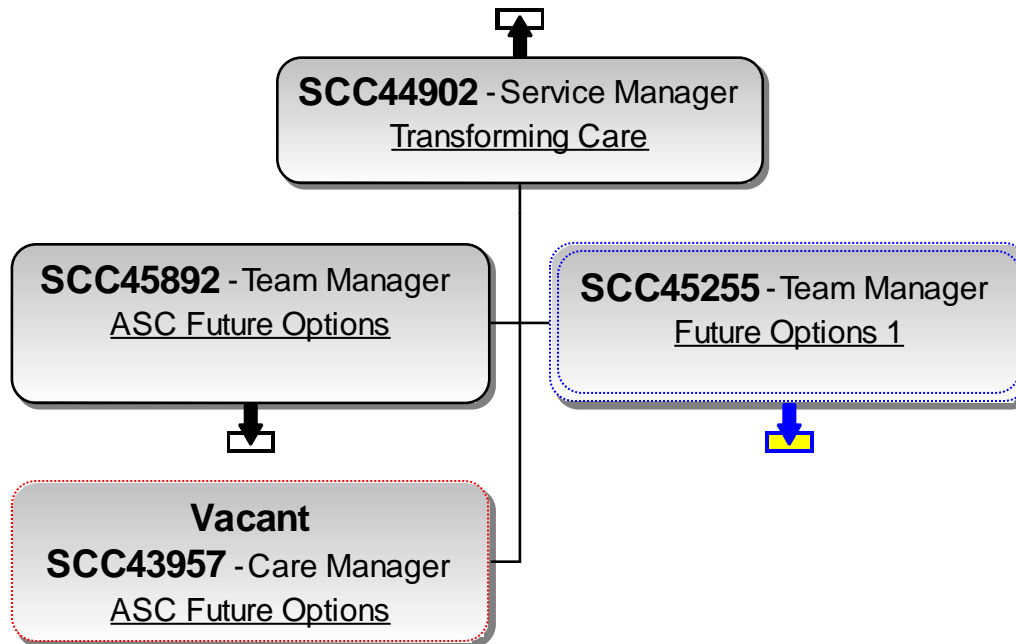 SCC44902 - Service Manager
Transforming Care
SCC45892 - Team Manager
ASC Future Options
SCC45255 - Team Manager
Future Options 1
Vacant
SCC43957 - Care Manager
ASC Future Options